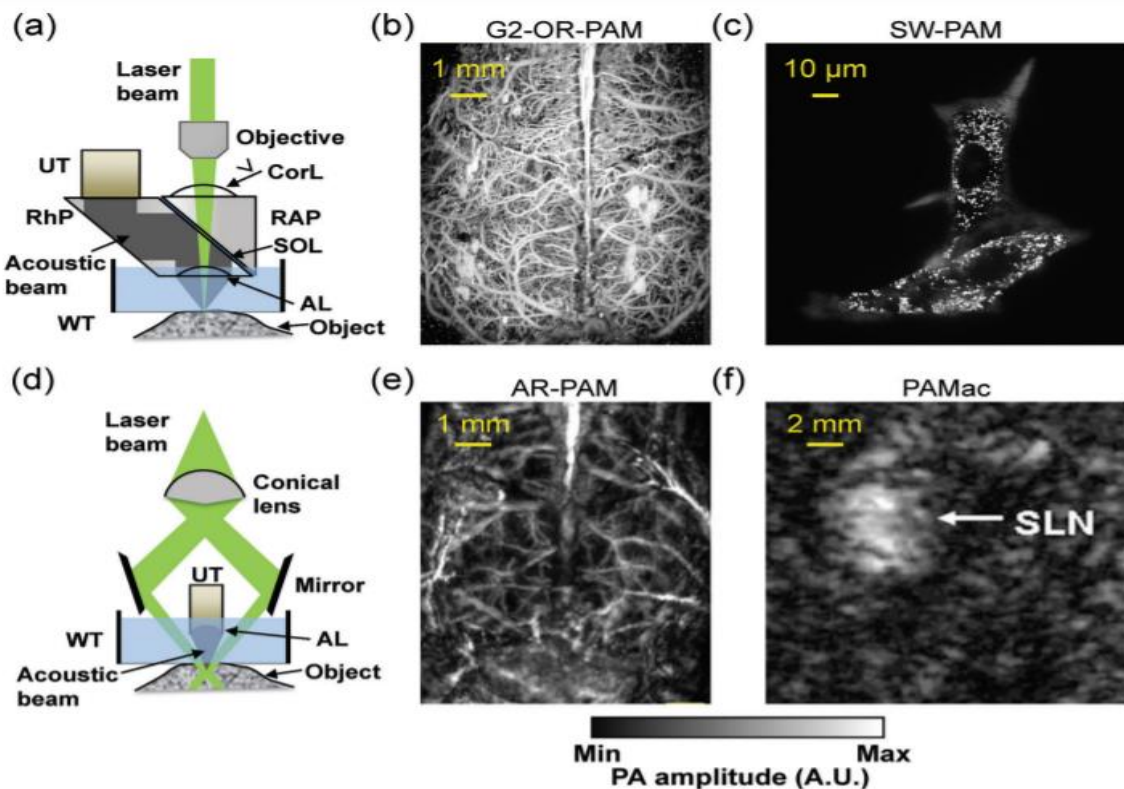 (a)
Laser
beam
Objective
UT
CorL
RhP
RAP
SOL
Acoustic
beam
AL
WT
Object
(b)
G2-OR-PAM
1 mm
(c)
SW-PAM
10 µm
(d)
Laser
beam
Conical
lens
UT
Mirror
WT
AL
Acoustic
beam
Object
(e)
AR-PAM
1 mm
(f)
PAMac
2 mm
SLN
Min
Max
PA amplitude (A.U.)